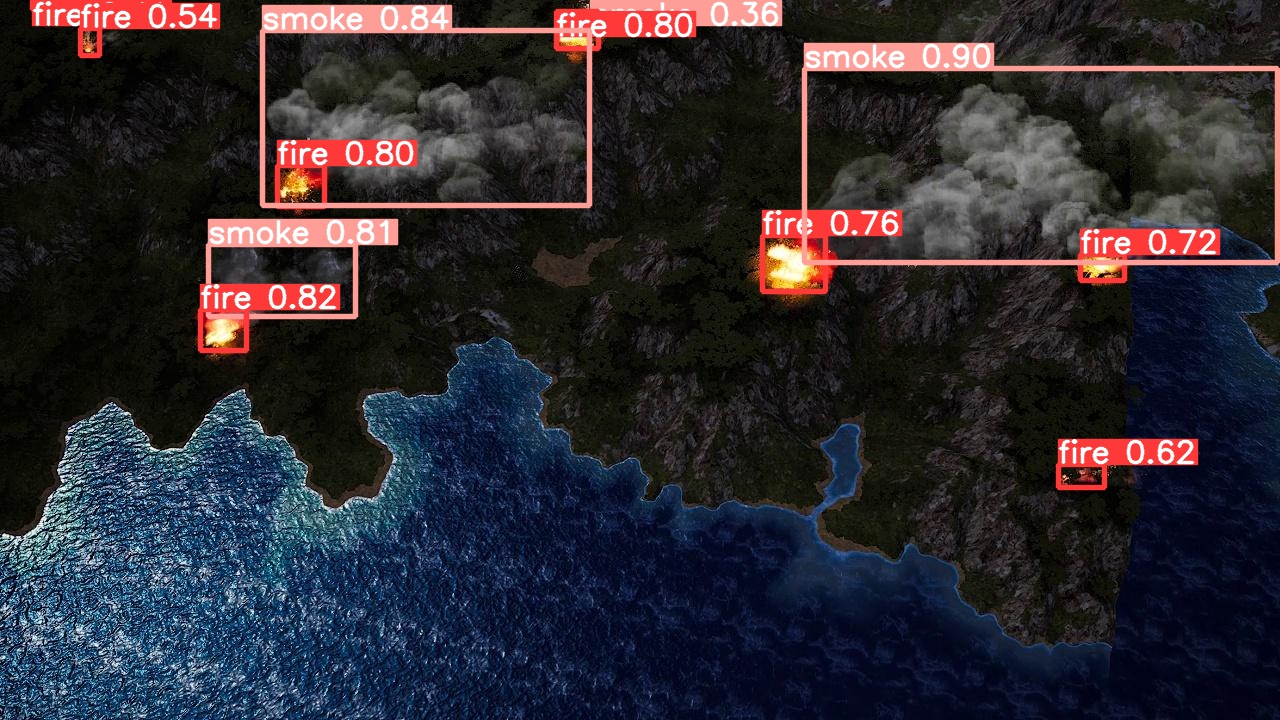 fire
fire 0.54
smoke 0.84
fire 0.80
smoke 0.36
smoke 0.90
fire 0.80
fire 0.76
smoke 0.81
fire 0.72
fire 0.82
fire 0.62